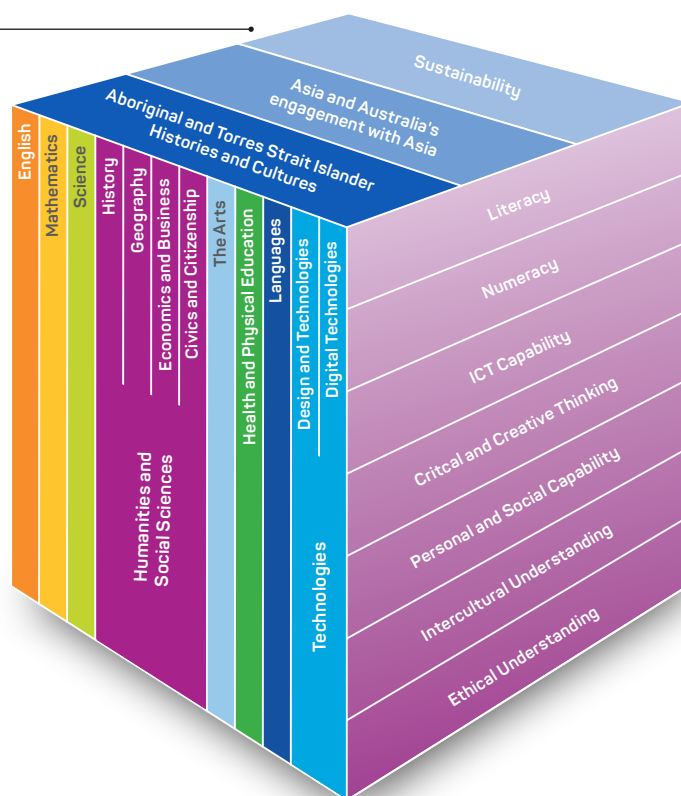 Sustainability
Asia and Australia's
engagement with Asia
Aboriginal and Torres Strait Islander
Histories and Cultures
English
Mathematics
Science
History
Geography
Economics and Business
Civics and Citizenship
Humanities and
Social Sciences
The Arts
Health and Physical Education
Languages
Design and Technologies
Digital Technologies
Technologies
Literacy
Numeracy
ICT Capability
Critcal and Creative Thinking
Personal and Social Capability
Intercultural Understanding
Ethical Understanding